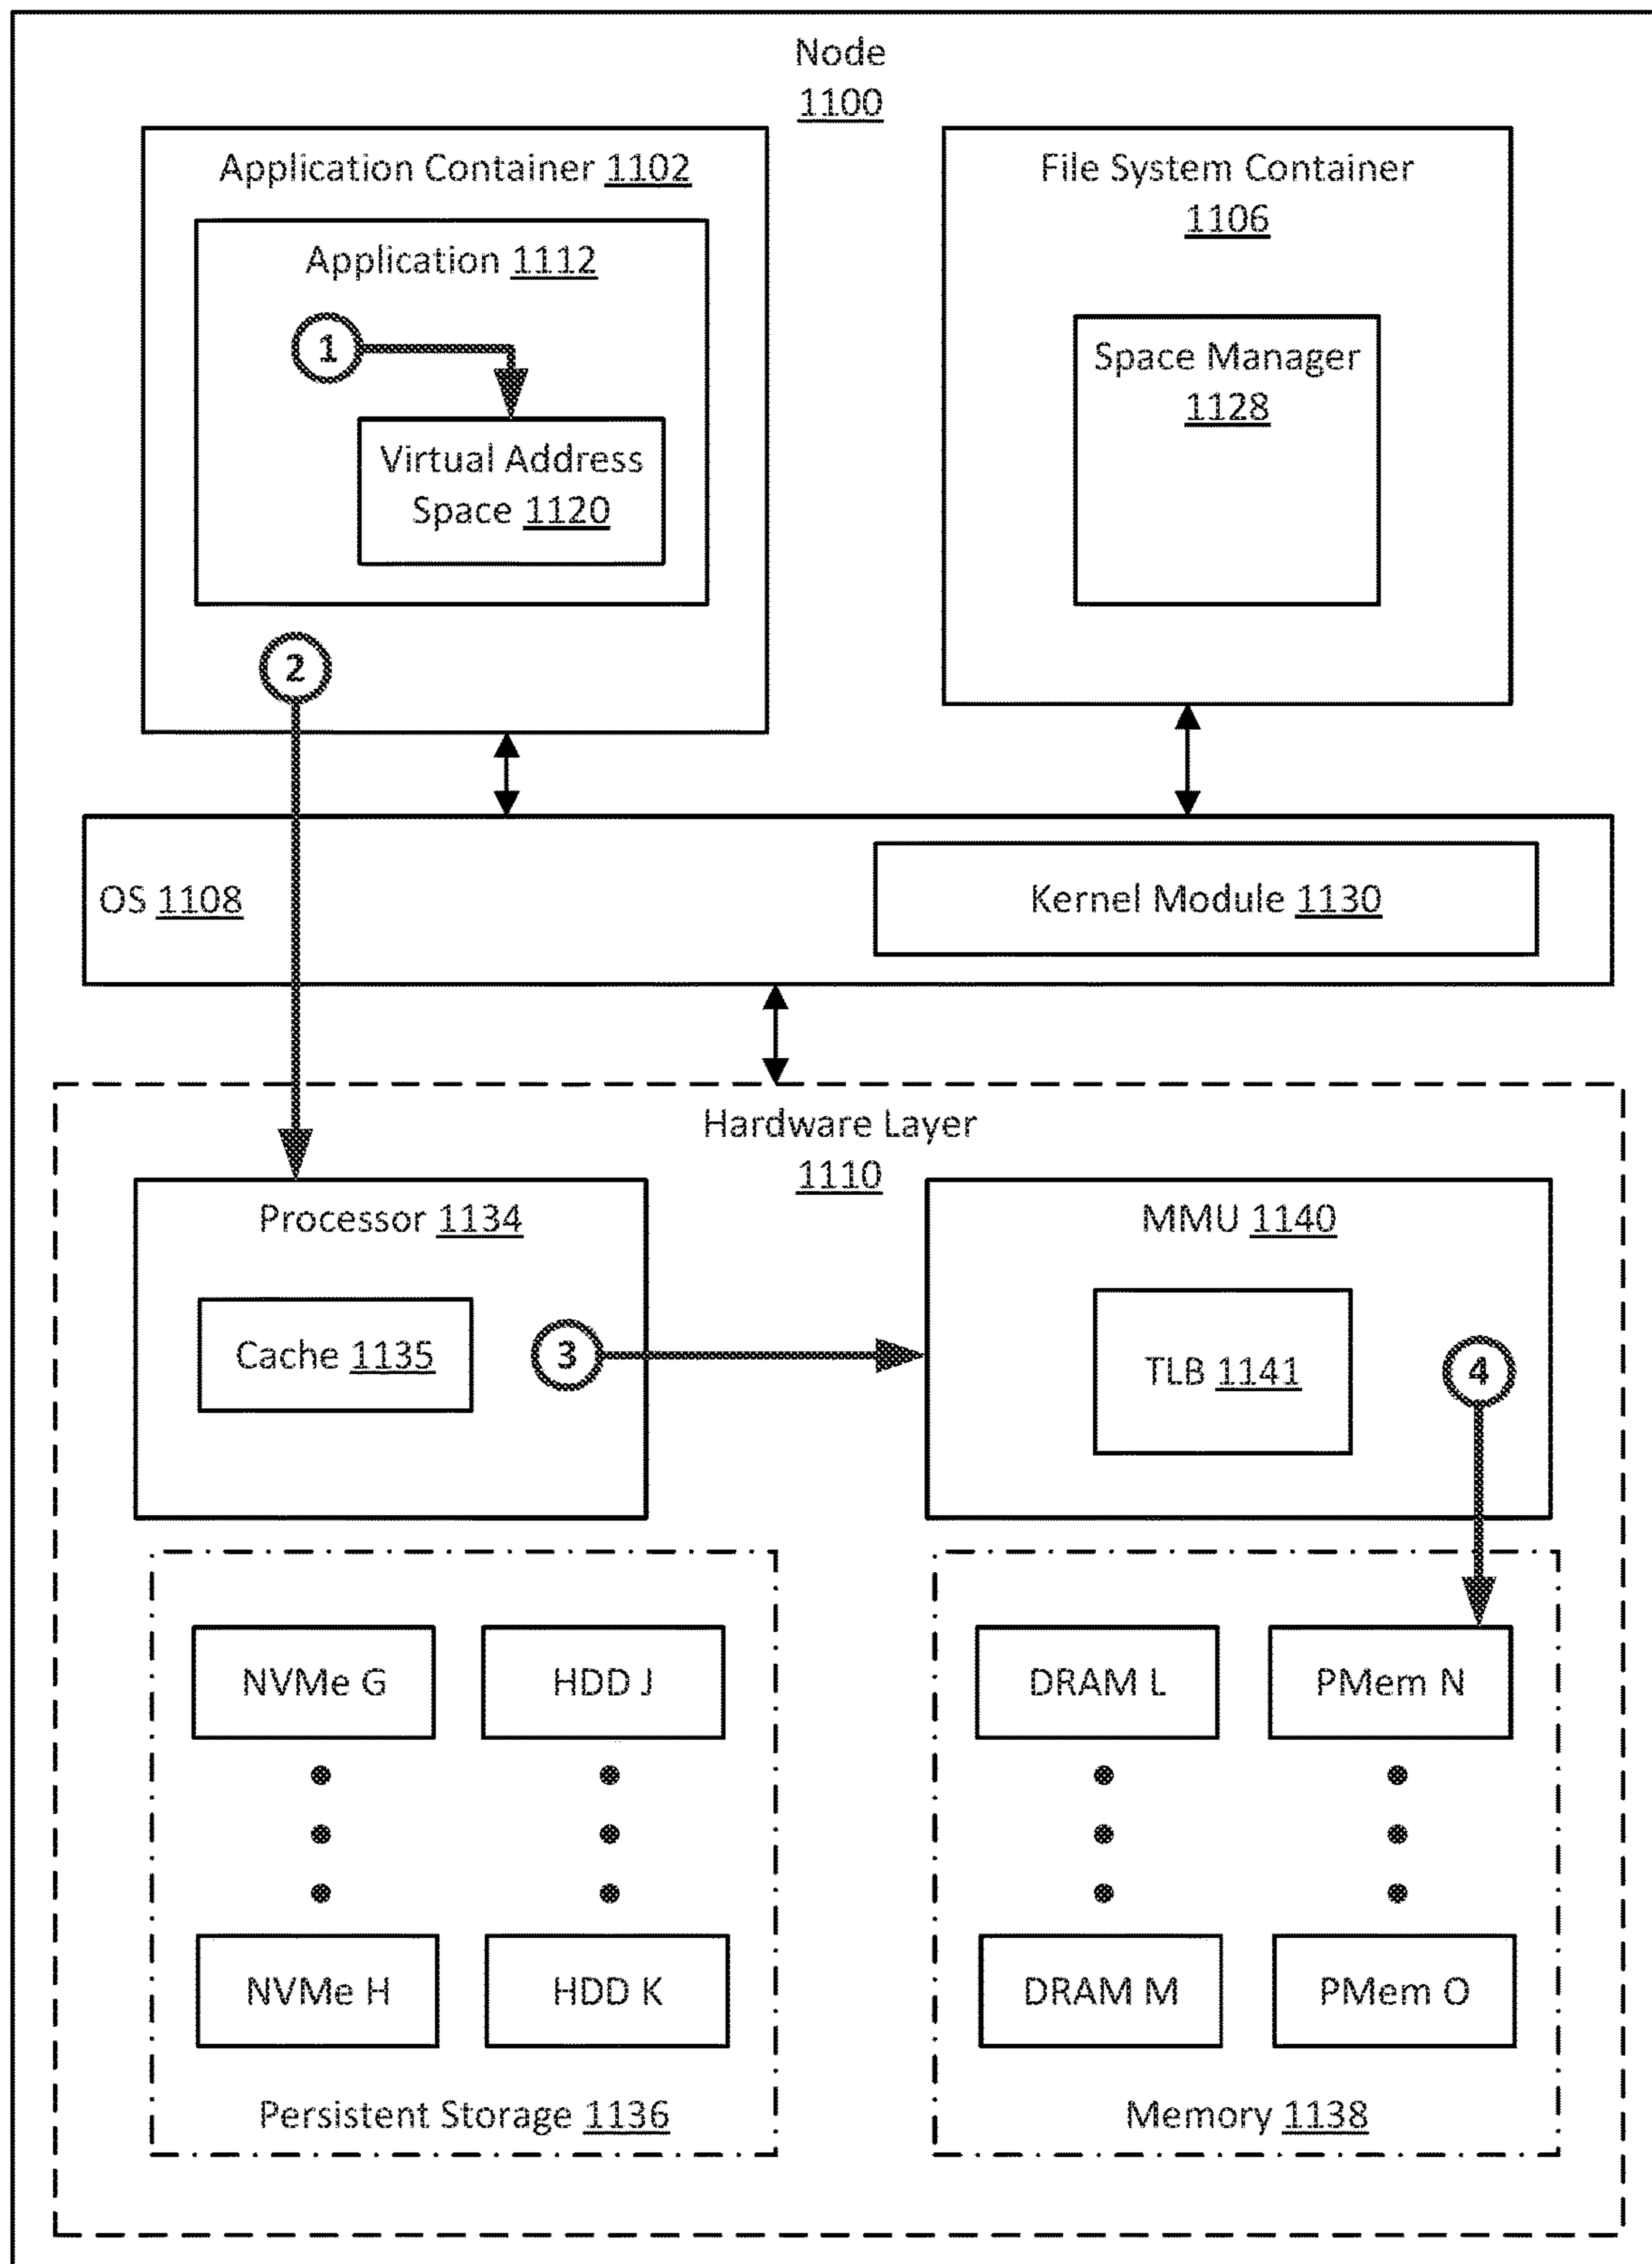 Node
1100
Application Container 1102
File System Container
1106
Application 1112
1
Space Manager
1128
Virtual Address
Space 1120
2
OS 1108
Kernel Module 1130
Hardware Layer
1110
Processor 1134
MMU 1140
Cache 1135
3
TLB 1141
4
NVMe G
HDD J
DRAM L
PMem N
NVMe H
HDD K
DRAM M
PMem O
Persistent Storage 1136
Memory 1138